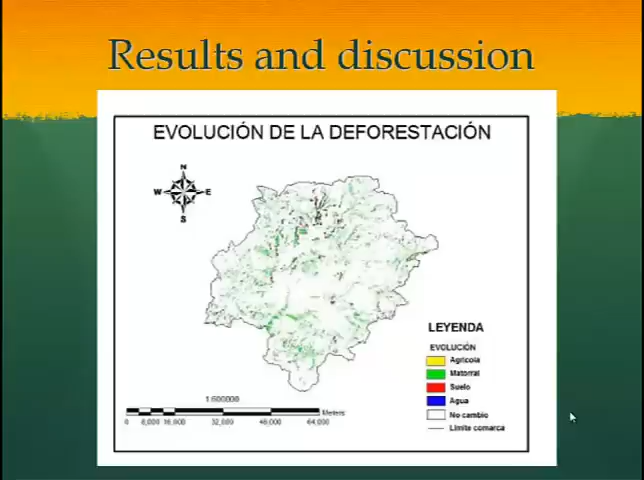 Results and discussion
EVOLUCIÓN DE LA DEFORESTACIÓN
N
W E
S
LEYENDA
EVOLUCIÓN
Agrícola
Matorral
Suelo
Agua
No cambio
Límite comarca
1:600000
Meters
0 8,000 16,000 32,000 48,000 64,000